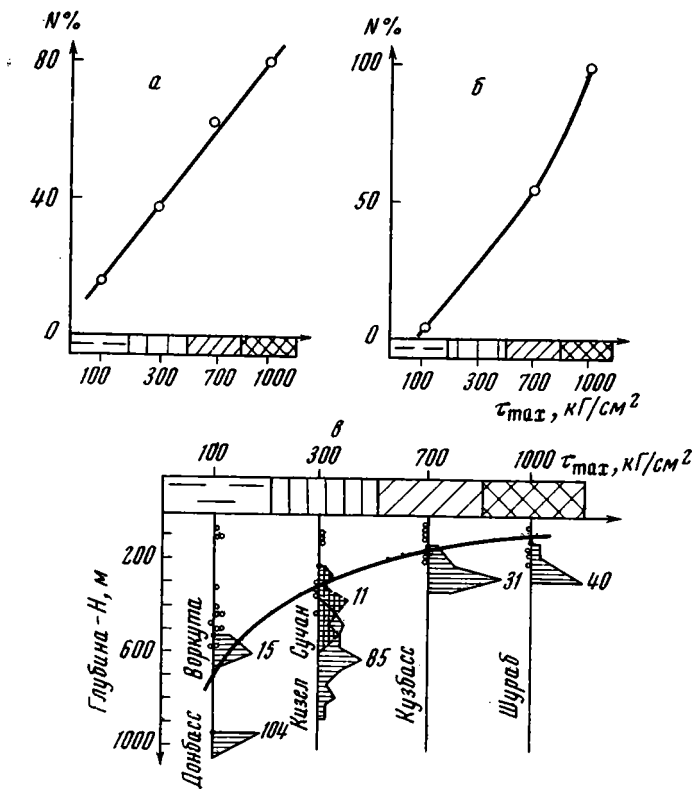 N%
80
а
40
0
100 300 700 1000
N%
100
б
50
0
100 300 700 1000
τmax, кГ/см²
в
100 300 700 1000 τmax, кГ/см²
Глубина-H, м
200
600
1000
Воркута
Донбасс
15
104
Сучан
Кизел
11
85
Кузбасс
31
Шураб
40